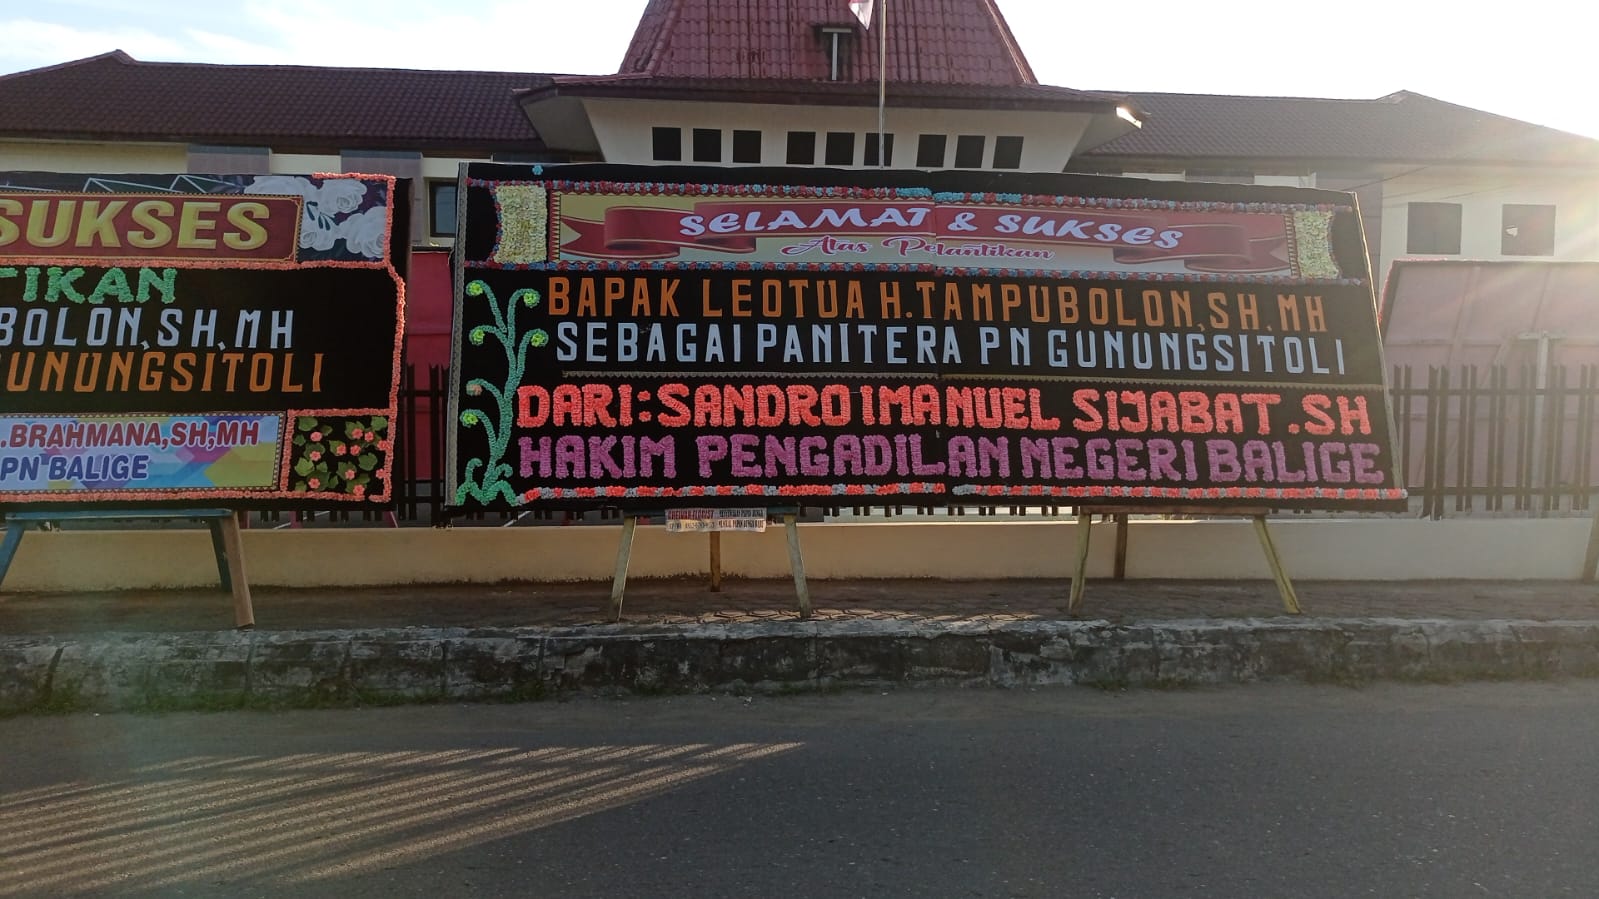 SUKSES
TIKAN
BOLON,SH,MH
GUNUNGSITOLI
.BRAHMANA,SH,MH
PN BALIGE
SELAMAT & SUKSES
Atas Pelantikan
BAPAK LEOTUA H.TAMPUBOLON,SH,MH
SEBAGAI PANITERA PN GUNUNGSITOLI
DARI:SANDRO IMANUEL SIJABAT.SH
HAKIM PENGADILAN NEGERI BALIGE